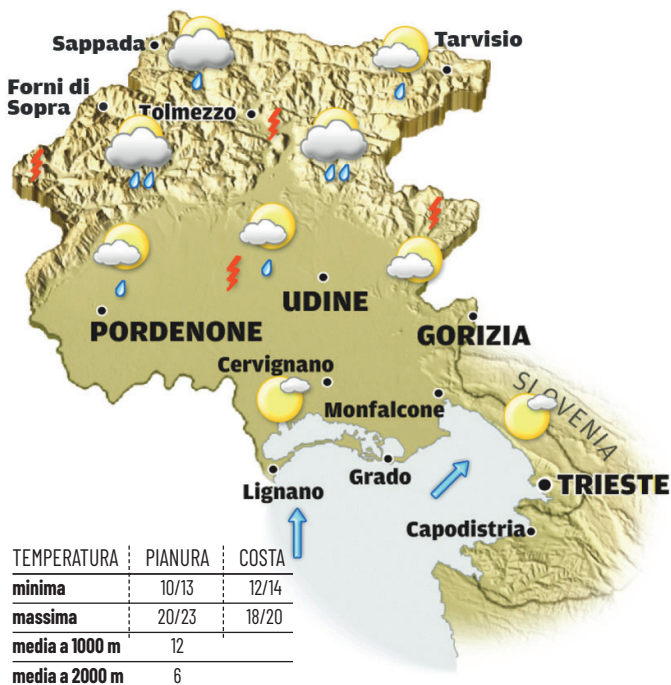 Sappada
Tarvisio
Forni di
Sopra
Tolmezzo
UDINE
PORDENONE
GORIZIA
Cervignano
SLOVENIA
Monfalcone
Grado
TRIESTE
Lignano
Capodistria
TEMPERATURA PIANURA COSTA
minima 10/13 12/14
massima 20/23 18/20
media a 1000 m 12
media a 2000 m 6